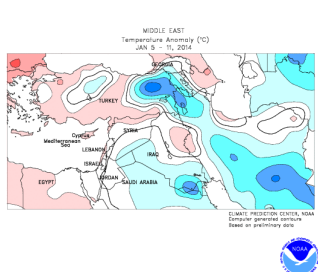 MIDDLE EAST
Temperature Anomaly (°C)
JAN 5 - 11, 2014
GEORGIA
TURKEY
SYRIA
Cyprus
Mediterranean
Sea
LEBANON
IRAQ
ISRAEL
JORDAN
EGYPT
SAUDI ARABIA
CLIMATE PREDICTION CENTER, NOAA
Computer generated contours
Based on preliminary data
NOAA